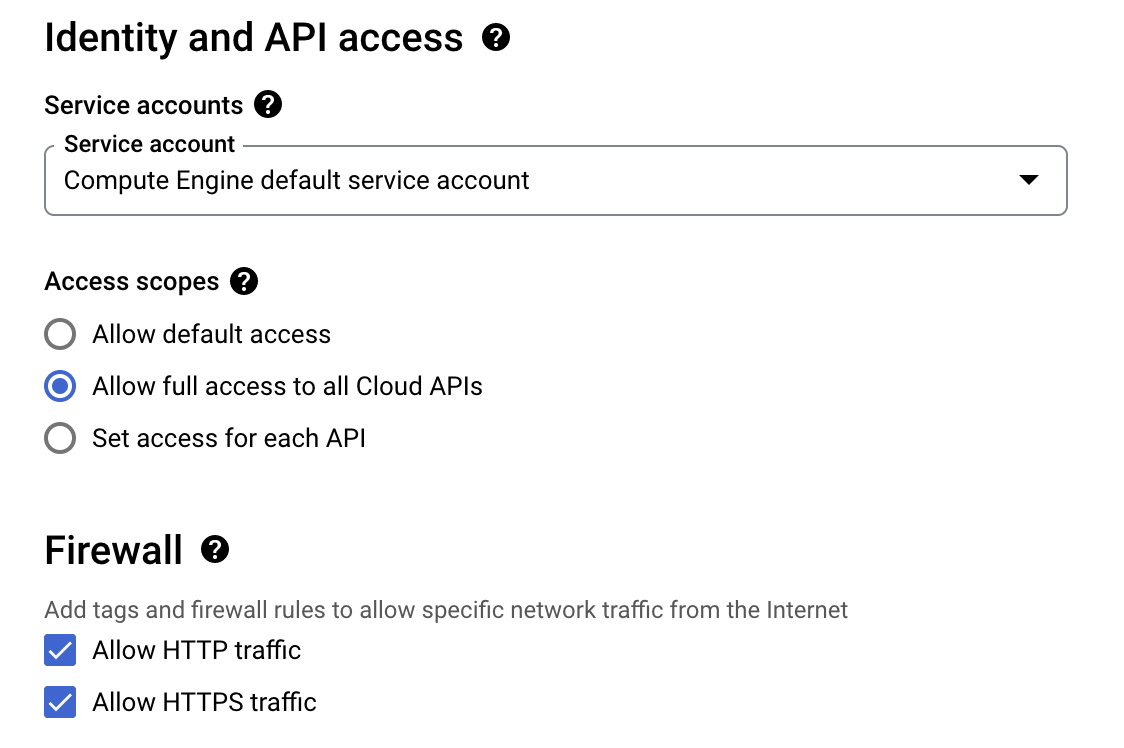 Identity and API access
Service accounts
Service account
Compute Engine default service account
Access scopes
Allow default access
Allow full access to all Cloud APIs
Set access for each API
Firewall
Add tags and firewall rules to allow specific network traffic from the Internet
Allow HTTP traffic
Allow HTTPS traffic